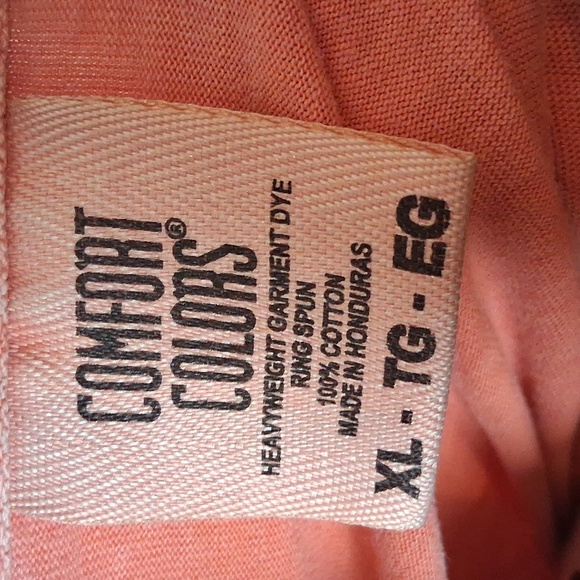 COMFORT
COLORS®
HEAVYWEIGHT GARMENT DYE
RING SPUN
100% COTTON
MADE IN HONDURAS
XL - TG - EG